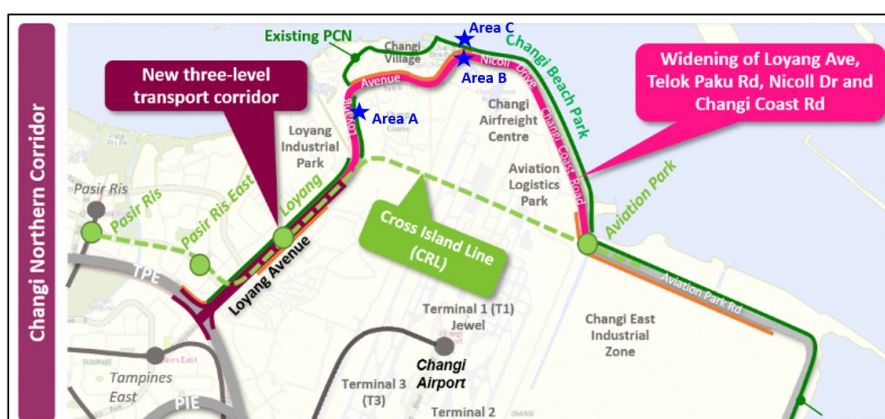 Changi Northern Corridor
Existing PCN
Changi
Village
Area C
New three-level
transport corridor
Avenue
Nicoll
Drive
Area B
Changi Beach Park
Widening of Loyang Ave,
Telok Paku Rd, Nicoll Dr and
Changi Coast Rd
Loyang
Area A
Changi
Airfreight
Centre
Loyang
Industrial
Park
Changi Coast Road
Aviation
Logistics
Park
Pasir Ris
Pasir Ris
Pasir Ris East
Loyang
Cross Island Line
(CRL)
Aviation Park
TPE
Loyang Avenue
Aviation Park Rd
Terminal 1 (T1)
Jewel
Changi East
Industrial
Zone
TAMPINES
Tampines
East
Changi
Airport
Terminal 3
(T3)
Terminal 2
PIE